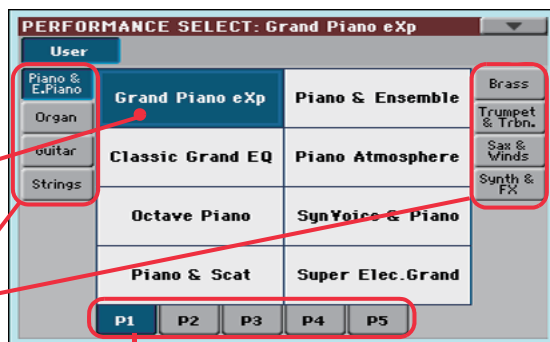 PERFORMANCE SELECT: Grand Piano eXp
User
Piano &
E.Piano
Organ
Guitar
Strings
Grand Piano eXp
Piano & Ensemble
Classic Grand EQ
Piano Atmosphere
Octave Piano
SynVoice & Piano
Piano & Scat
Super Elec.Grand
Brass
Trumpet
& Trbn.
Sax &
Winds
Synth &
FX
P1 P2 P3 P4 P5